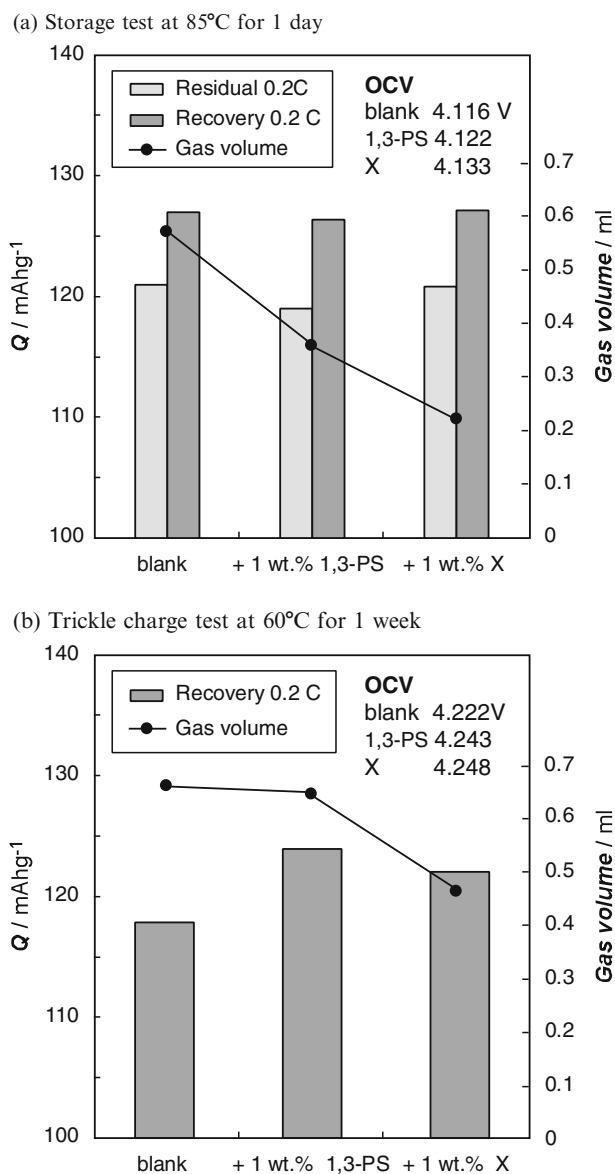 (a) Storage test at 85°C for 1 day
140
130
120
110
100
Q / mAhg-1
Residual 0.2C
Recovery 0.2 C
Gas volume
OCV
blank 4.116 V
1,3-PS 4.122
X 4.133
0.7
0.6
0.5
0.4
0.3
0.2
0.1
0
Gas volume / ml
blank + 1 wt.% 1,3-PS + 1 wt.% X
(b) Trickle charge test at 60°C for 1 week
140
130
120
110
100
Q / mAhg-1
Recovery 0.2 C
Gas volume
OCV
blank 4.222V
1,3-PS 4.243
X 4.248
0.7
0.6
0.5
0.4
0.3
0.2
0.1
0
Gas volume / ml
blank + 1 wt.% 1,3-PS + 1 wt.% X